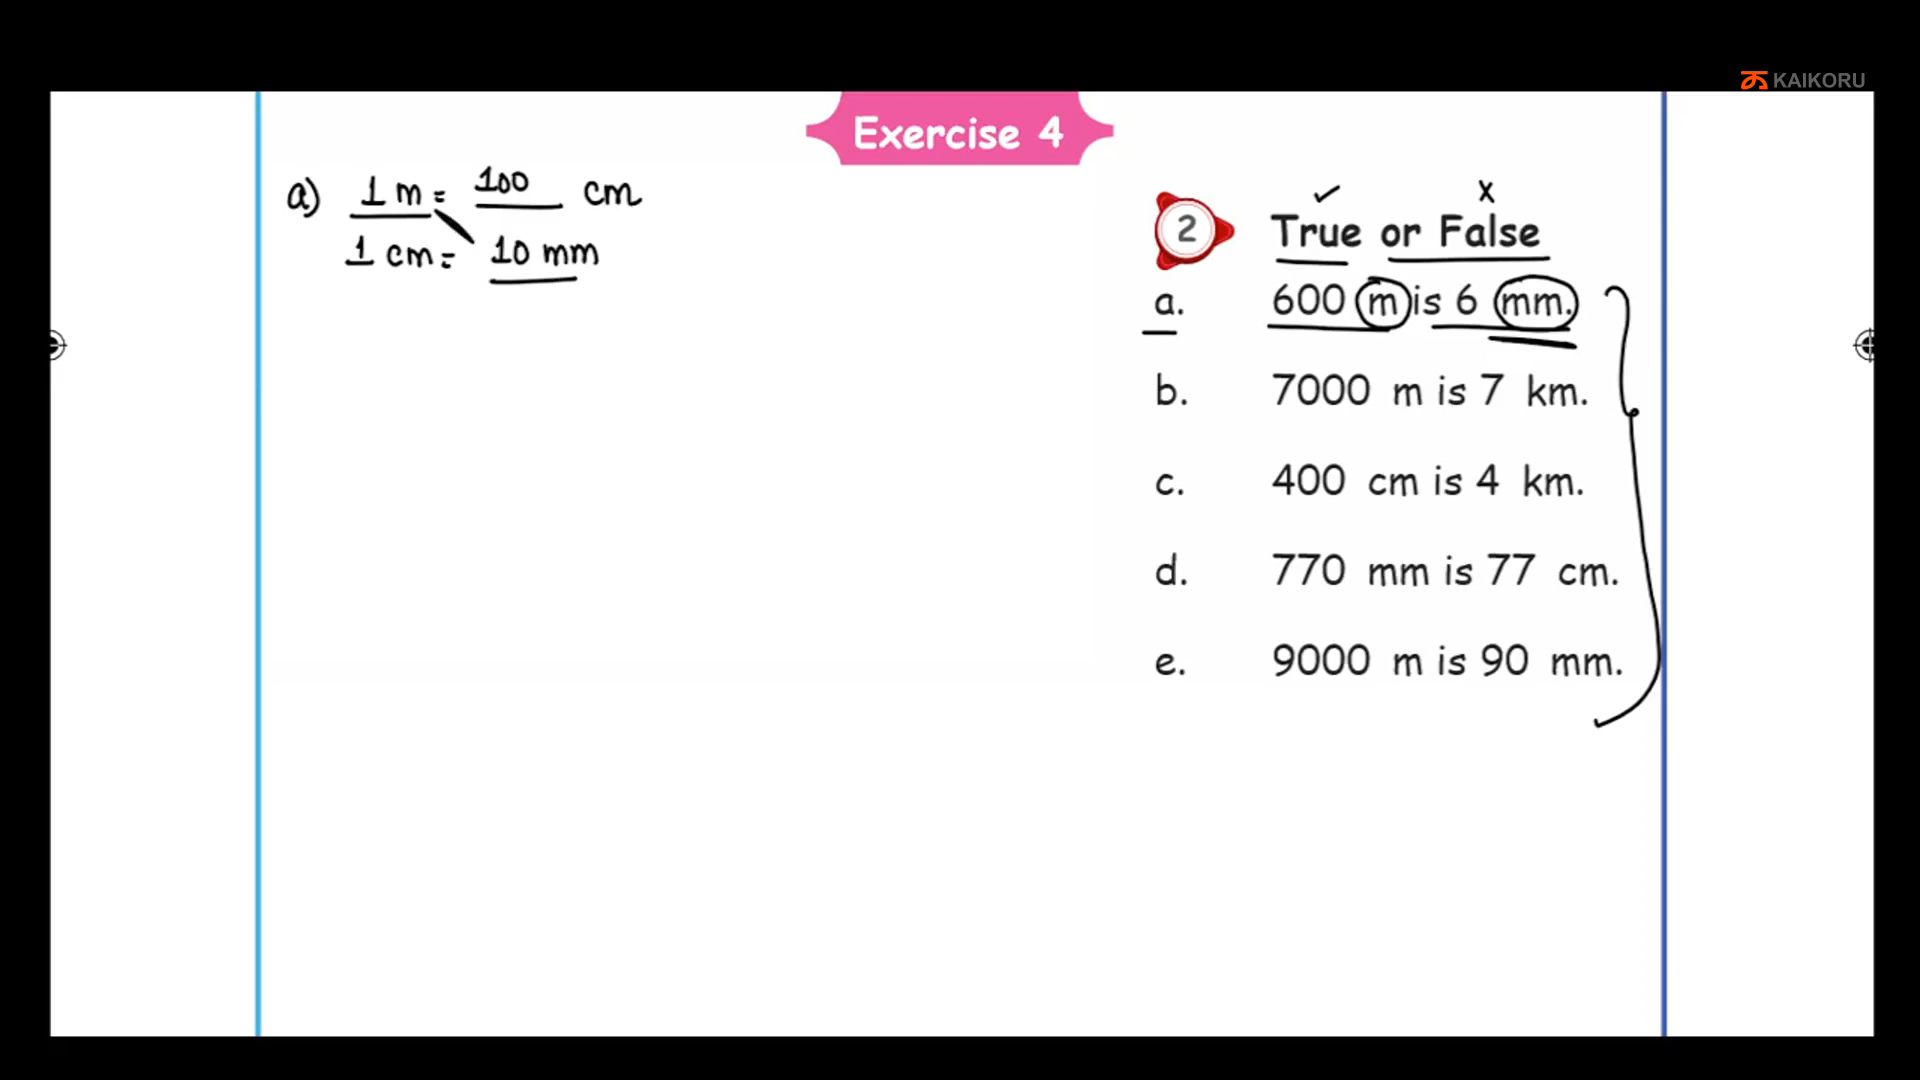 KAIKORU
Exercise 4
a) 1 m = 100 cm
1 cm = 10 mm
✓ x
2 True or False
a. 600 m is 6 mm.
b. 7000 m is 7 km.
c. 400 cm is 4 km.
d. 770 mm is 77 cm.
e. 9000 m is 90 mm.